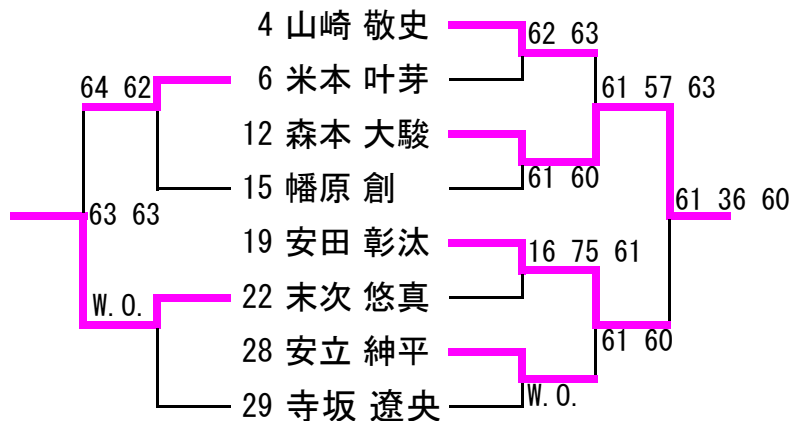 4 山崎 敬史
62 63
64 62
6 米本 叶芽
61 57 63
12 森本 大駿
15 幡原 創
61 60
63 63
61 36 60
19 安田 彰汰
16 75 61
W.O.
22 末次 悠真
28 安立 紳平
61 60
29 寺坂 遼央
W.O.